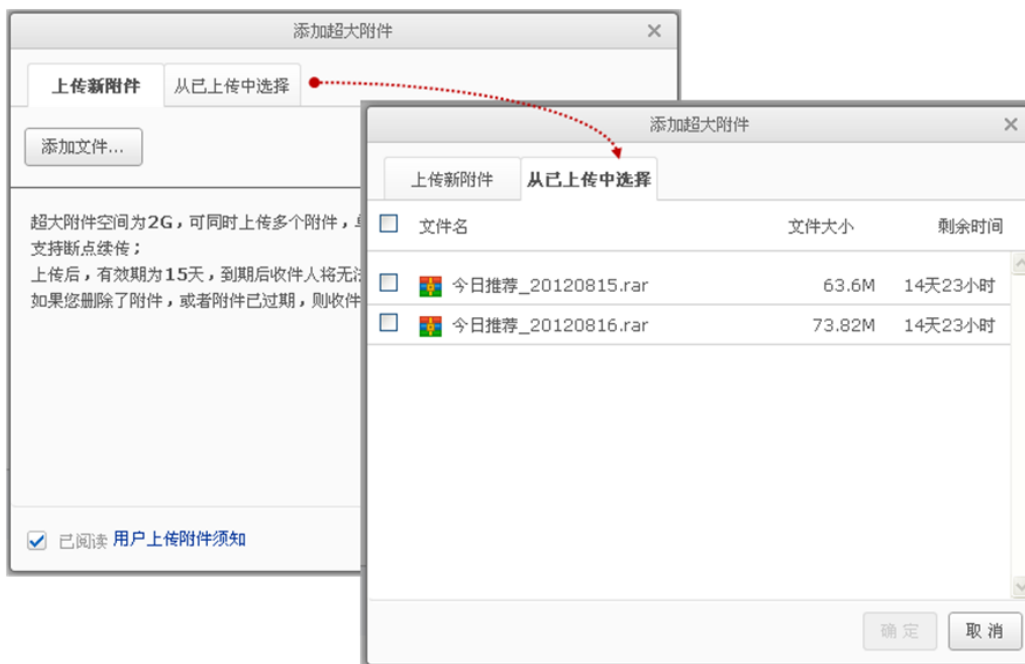 添加超大附件
上传新附件 从已上传中选择
添加文件...
超大附件空间为2G，可同时上传多个附件，
支持断点续传；
上传后，有效期为15天，到期后收件人将无法
如果您删除了附件，或者附件已过期，则收件
已阅读 用户上传附件须知
添加超大附件
上传新附件 从已上传中选择
文件名 文件大小 剩余时间
今日推荐_20120815.rar 63.6M 14天23小时
今日推荐_20120816.rar 73.82M 14天23小时
确 定 取 消